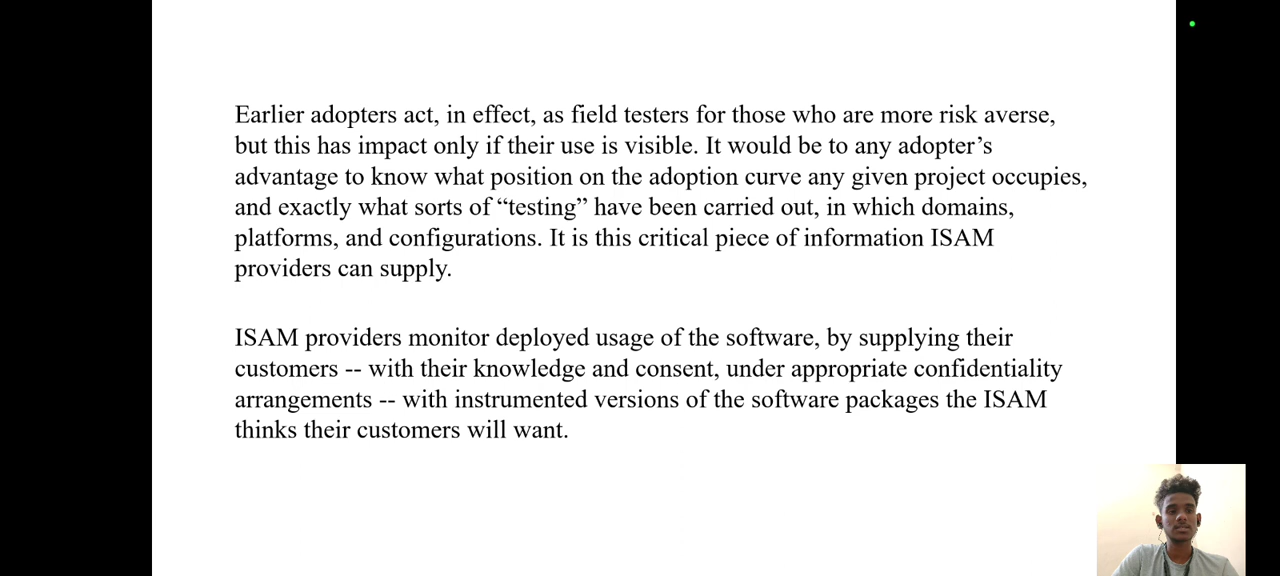 Earlier adopters act, in effect, as field testers for those who are more risk averse,
but this has impact only if their use is visible. It would be to any adopter’s
advantage to know what position on the adoption curve any given project occupies,
and exactly what sorts of “testing” have been carried out, in which domains,
platforms, and configurations. It is this critical piece of information ISAM
providers can supply.
ISAM providers monitor deployed usage of the software, by supplying their
customers -- with their knowledge and consent, under appropriate confidentiality
arrangements -- with instrumented versions of the software packages the ISAM
thinks their customers will want.